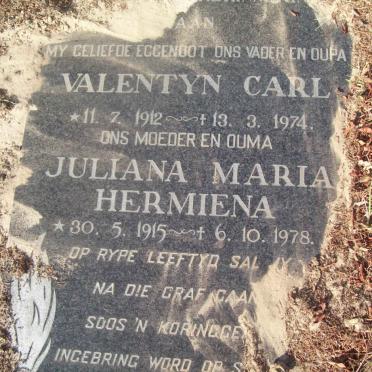 AAN
MY GELIEFDE EGGENOOT ONS VADER EN OUPA
VALENTYN CARL
★ 11. 7. 1912 ~ † 13. 3. 1974.
ONS MOEDER EN OUMA
JULIANA MARIA
HERMIENA
★ 30. 5. 1915 ~ † 6. 10. 1978.
OP RYPE LEEFTYD SAL
NA DIE GRAF GAAN
SOOS 'N
INGEBRING WORD OP